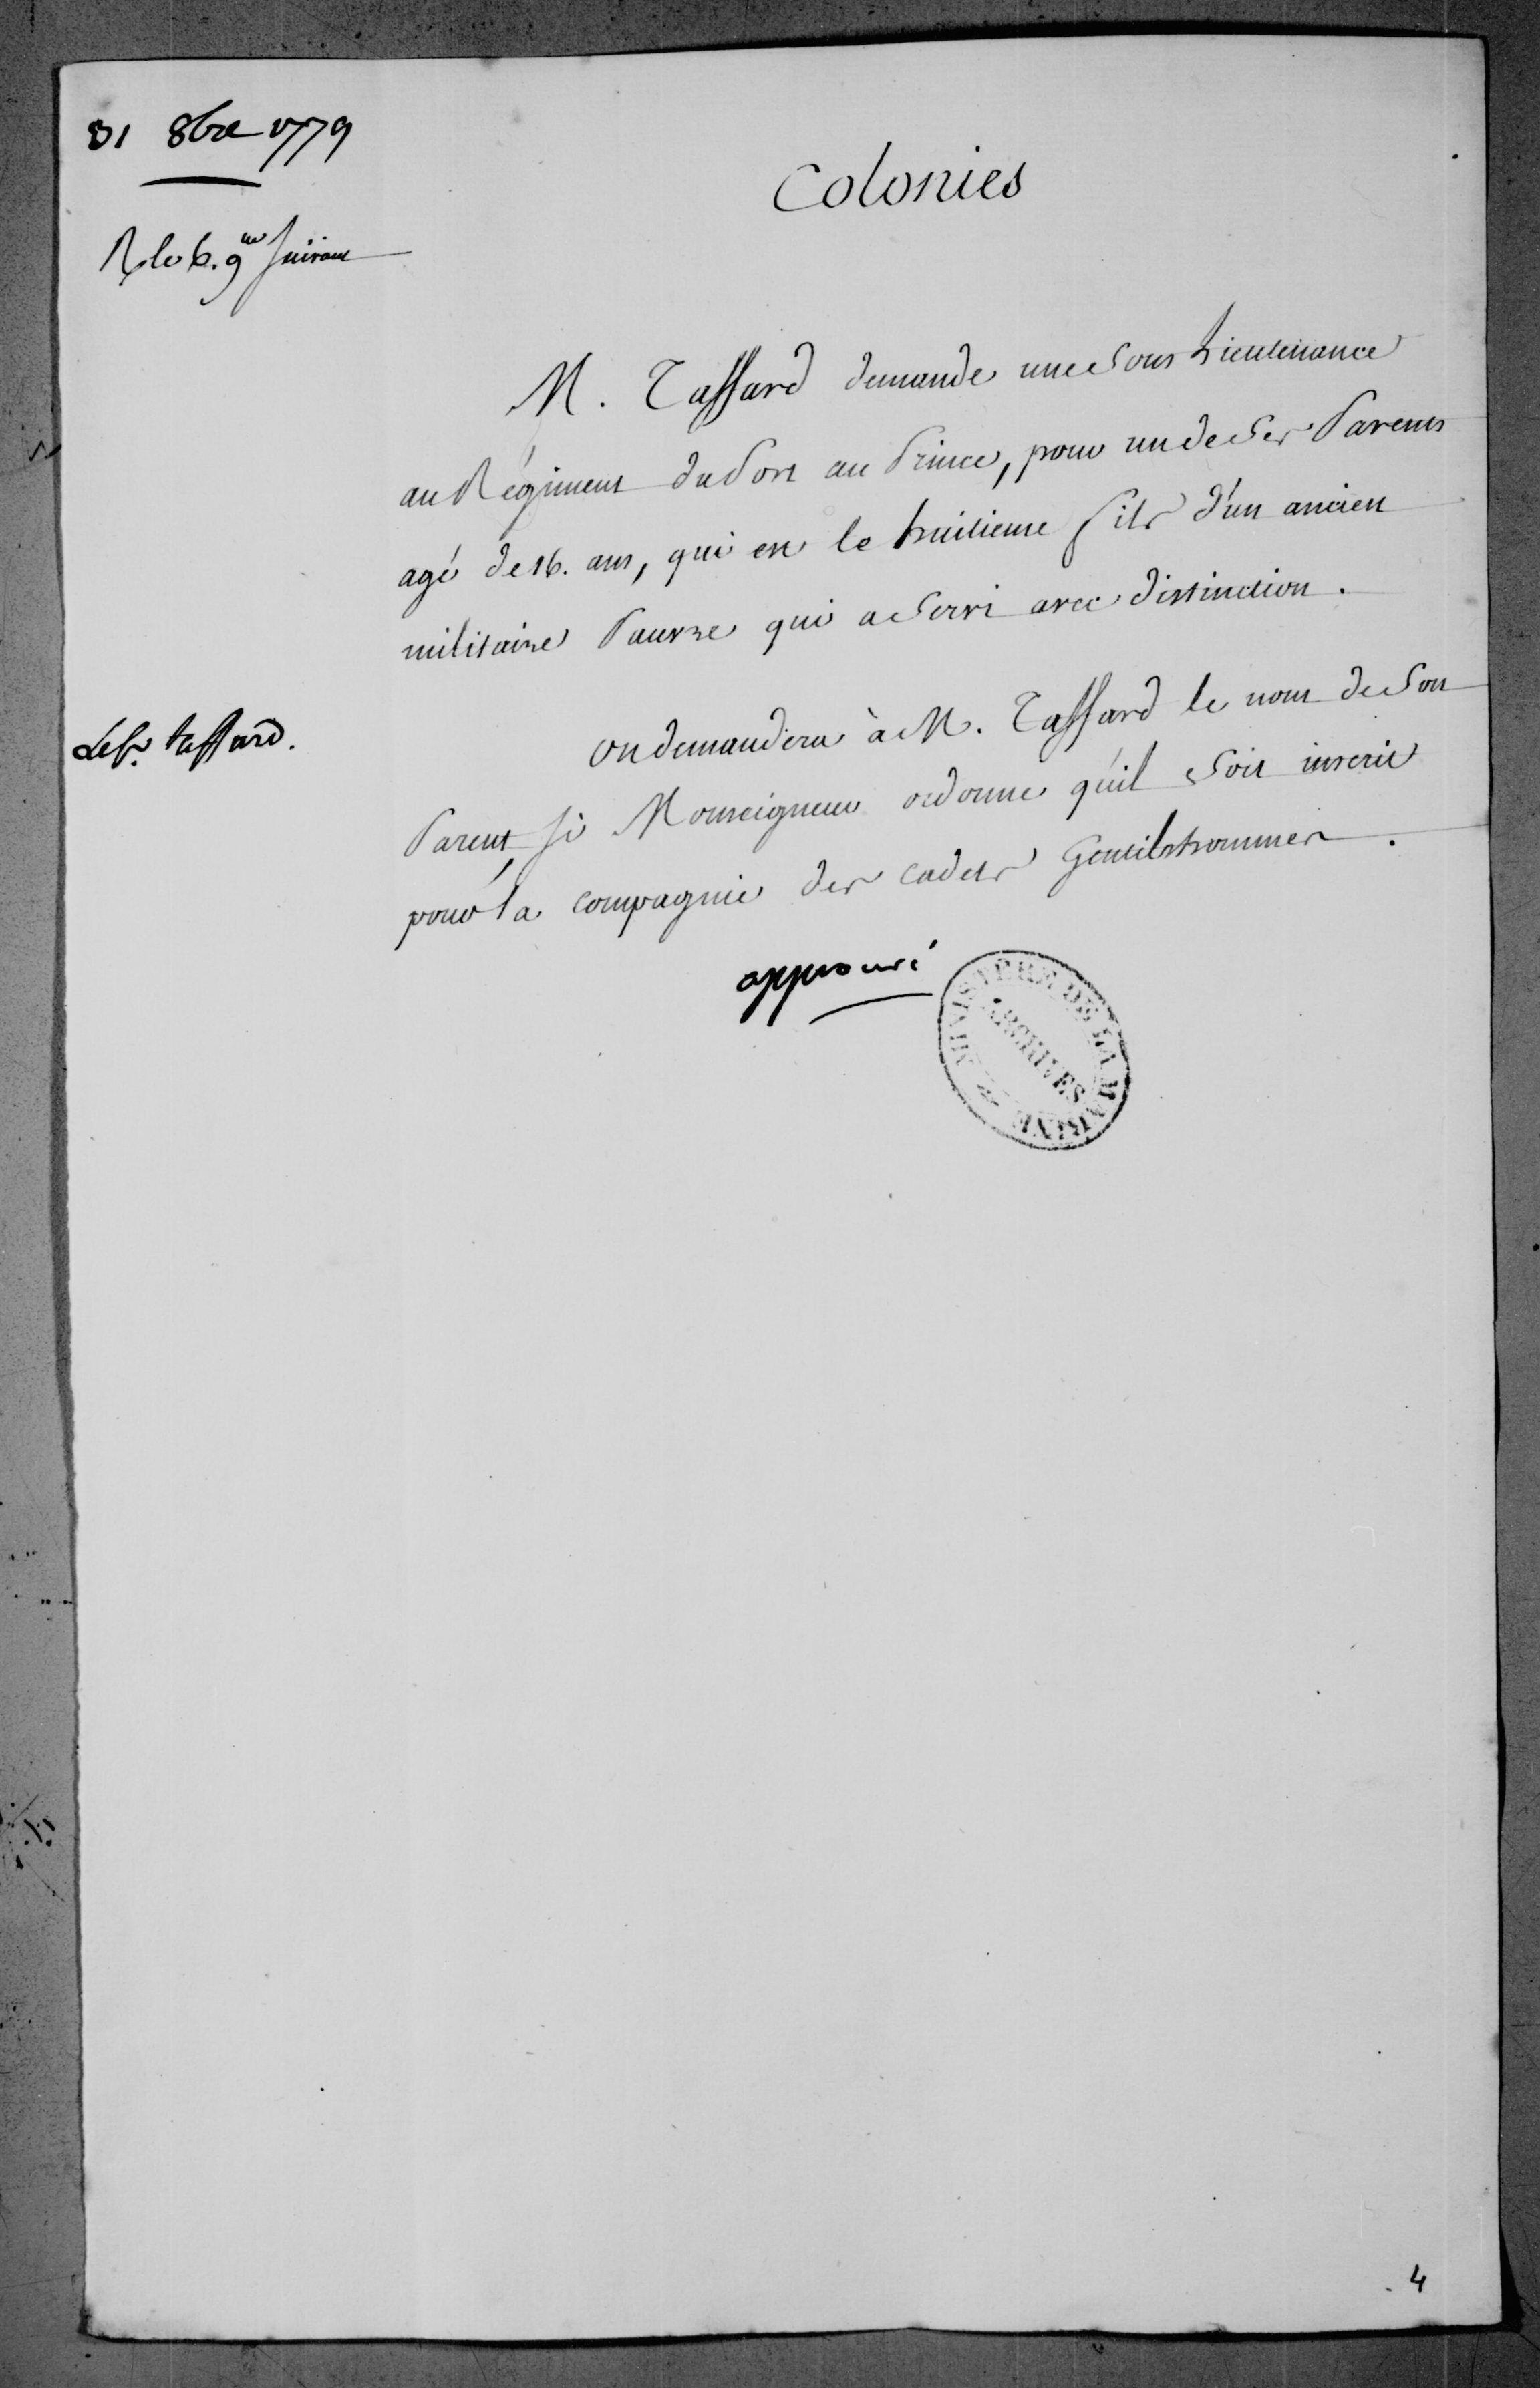 31 8bre 1779
Colonies
R le 6. 9bre suivant
M. Taffard demande une Sous Lieutenance
au Régiment du Port au Prince, pour un de Ses Parents
agé de 16. ans, qui est le huitieme fils d'un ancien
militaire Pauvre qui a Servi avec distinction.
Le Sr. taffard.
on demandera à M. Taffard le nom de Son
Parent, si Monseigneur ordonne qu'il Soit inscrit
pour la compagnie des Cadets Gentilshommes.
approuvé
MINISTERE DE LA MARINE
ARCHIVES
4